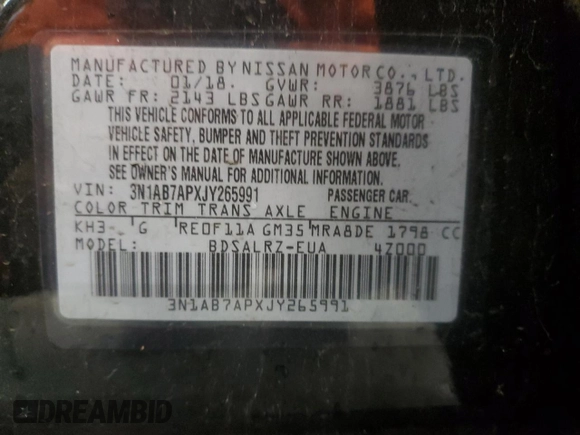 MANUFACTURED BY NISSAN MOTOR CO., LTD.
DATE: 01/18. GVWR: 3876 LBS
GAWR FR: 2143 LBS GAWR RR: 1881 LBS
THIS VEHICLE CONFORMS TO ALL APPLICABLE FEDERAL MOTOR
VEHICLE SAFETY, BUMPER AND THEFT PREVENTION STANDARDS
IN EFFECT ON THE DATE OF MANUFACTURE SHOWN ABOVE.
SEE OWNER'S MANUAL FOR ADDITIONAL INFORMATION.
VIN: 3N1AB7APXJY265991 PASSENGER CAR
COLOR TRIM TRANS AXLE ENGINE
KH3- G RE0F11A GM35 MRA8DE 1798 CC
MODEL: BDSALRZ-EUA 4Z000
3N1AB7APXJY265991
DREAMBID